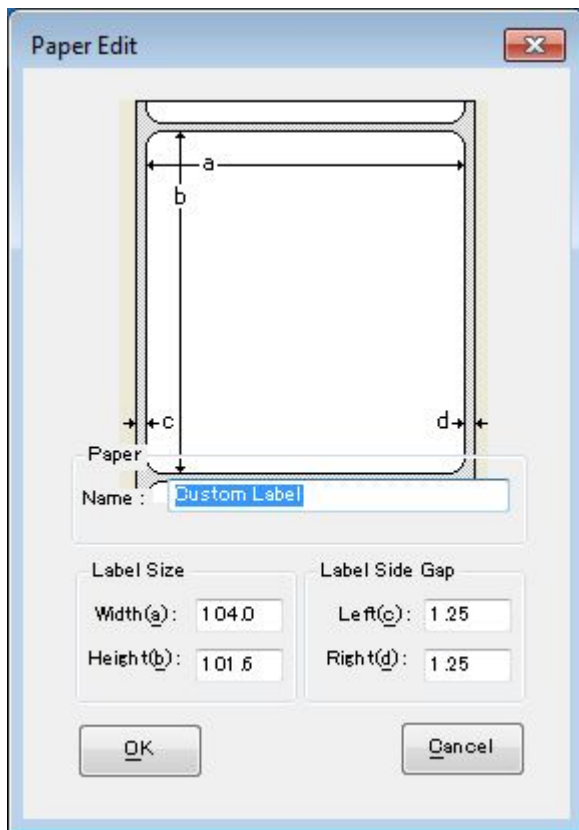 Paper Edit
a
b
c
d
Paper
Name :
Custom Label
Label Size
Label Side Gap
Width(a): 104.0
Left(c): 1.25
Height(b): 101.6
Right(d): 1.25
OK
Cancel